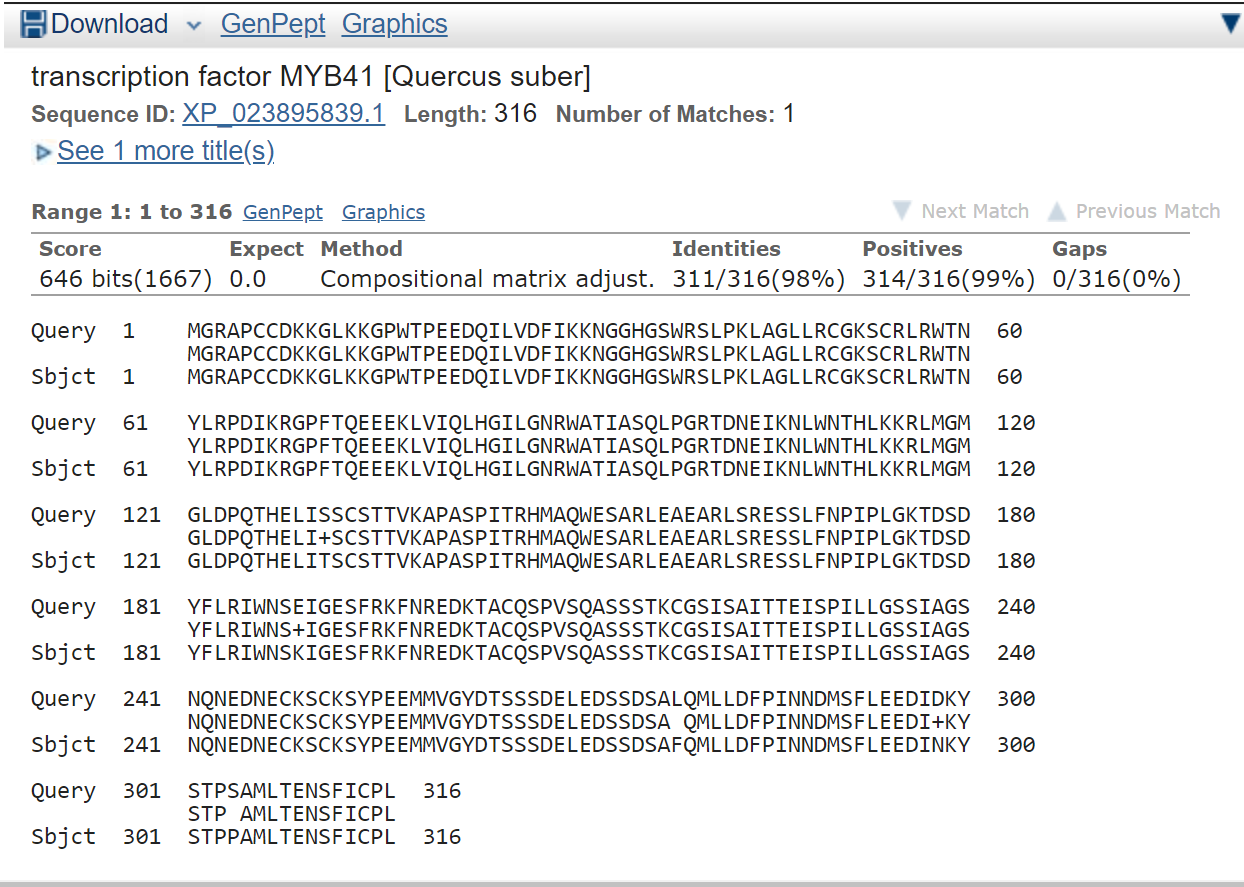 Download GenPept Graphics
transcription factor MYB41 [Quercus suber]
Sequence ID: XP_023895839.1 Length: 316 Number of Matches: 1
See 1 more title(s)
Range 1: 1 to 316 GenPept Graphics Next Match Previous Match
Score Expect Method Identities Positives Gaps
646 bits(1667) 0.0 Compositional matrix adjust. 311/316(98%) 314/316(99%) 0/316(0%)
Query 1 MGRAPCCDKKGLKKGPWTPEEDQILVDFIKKNGGHGSWRSLPKLAGLLRCGKSCRLRWTN 60
MGRAPCCDKKGLKKGPWTPEEDQILVDFIKKNGGHGSWRSLPKLAGLLRCGKSCRLRWTN
Sbjct 1 MGRAPCCDKKGLKKGPWTPEEDQILVDFIKKNGGHGSWRSLPKLAGLLRCGKSCRLRWTN 60
Query 61 YLRPDIKRGPFTQEEEKLVIQLHGILGNRWATIASQLPGRTDNEIKNLWNTHLKKRLMGM 120
YLRPDIKRGPFTQEEEKLVIQLHGILGNRWATIASQLPGRTDNEIKNLWNTHLKKRLMGM
Sbjct 61 YLRPDIKRGPFTQEEEKLVIQLHGILGNRWATIASQLPGRTDNEIKNLWNTHLKKRLMGM 120
Query 121 GLDPQTHELISSCSTTVKAPASPITRHMAQWESARLEAEARLSRESSLFNPIPLGKTDSD 180
GLDPQTHELI+SCSTTVKAPASPITRHMAQWESARLEAEARLSRESSLFNPIPLGKTDSD
Sbjct 121 GLDPQTHELITSCSTTVKAPASPITRHMAQWESARLEAEARLSRESSLFNPIPLGKTDSD 180
Query 181 YFLRIWNSEIGESFRKFNREDKTACQSPVSQASSSTKCGSISAITTEISPILLGSSIAGS 240
YFLRIWNS+IGESFRKFNREDKTACQSPVSQASSSTKCGSISAITTEISPILLGSSIAGS
Sbjct 181 YFLRIWNSKIGESFRKFNREDKTACQSPVSQASSSTKCGSISAITTEISPILLGSSIAGS 240
Query 241 NQNEDNECKSCKSYPEEMMVGYDTSSSDELEDSSDSALQMLLDFPINNDMSFLEEDIDKY 300
NQNEDNECKSCKSYPEEMMVGYDTSSSDELEDSSDSA QMLLDFPINNDMSFLEEDI+KY
Sbjct 241 NQNEDNECKSCKSYPEEMMVGYDTSSSDELEDSSDSAFQMLLDFPINNDMSFLEEDINKY 300
Query 301 STPSAMLTENSFICPL 316
STP AMLTENSFICPL
Sbjct 301 STPPAMLTENSFICPL 316